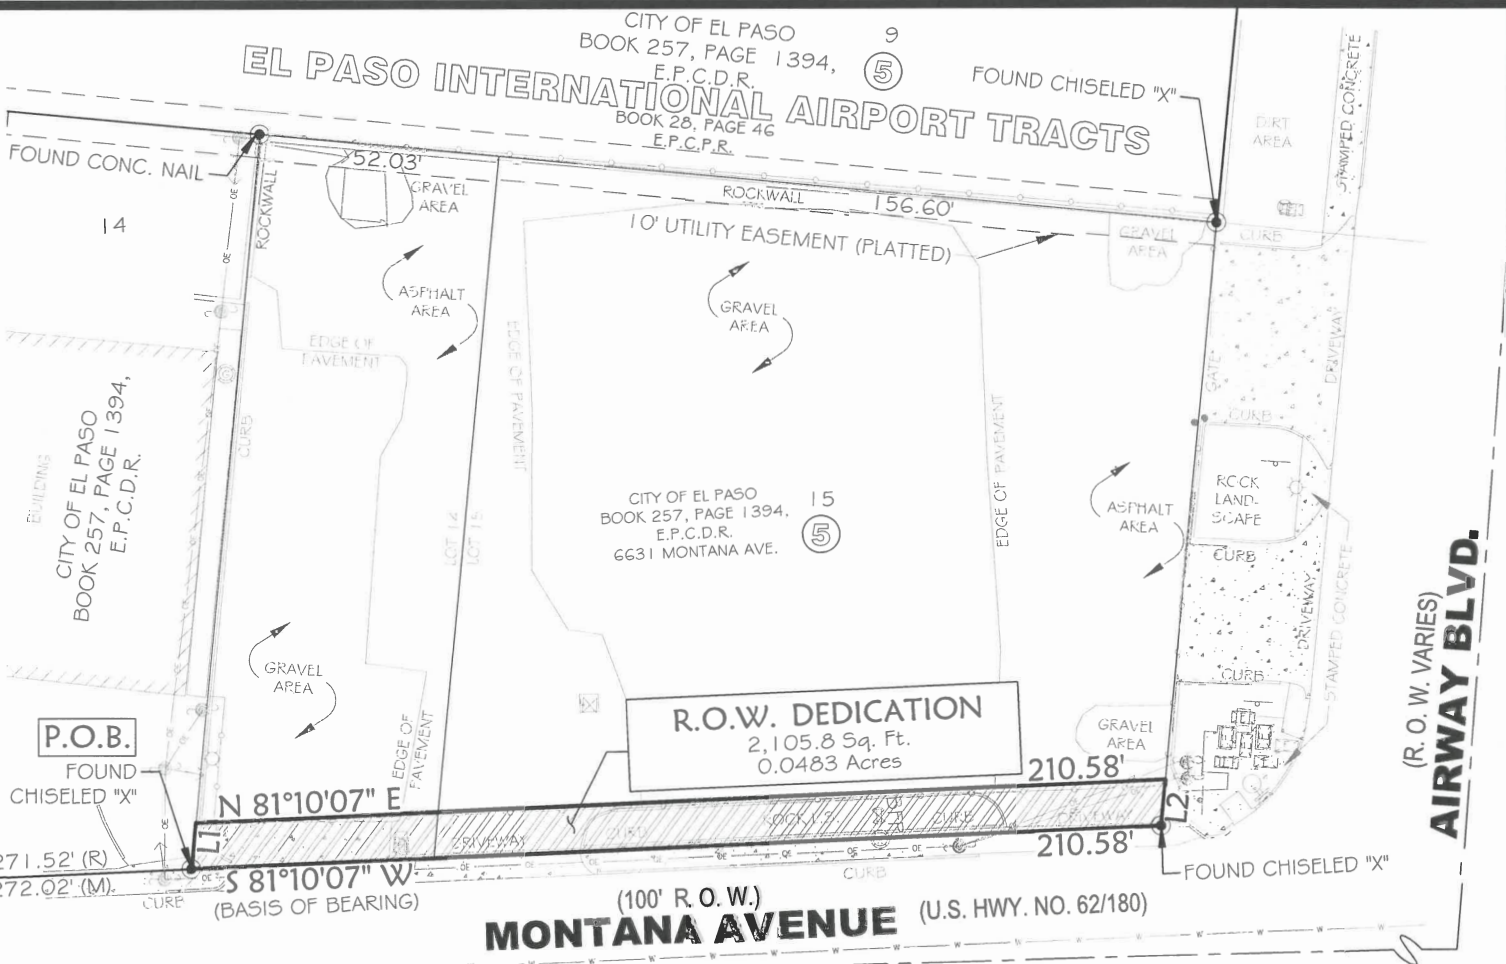 CITY OF EL PASO
BOOK 257, PAGE 1394,
E.P.C.D.R.
9
5
EL PASO INTERNATIONAL AIRPORT TRACTS
BOOK 28, PAGE 46
E.P.C.P.R.
FOUND CHISELED "X"
DIRT
AREA
STAMPED CONCRETE
FOUND CONC. NAIL
52.03'
GRAVEL
AREA
ROCKWALL
ROCKWALL
156.60'
10' UTILITY EASEMENT (PLATTED)
GRAVEL
AREA
CURB
14
OE
OE
ASPHALT
AREA
GRAVEL
AREA
EDGE OF
PAVEMENT
EDGE OF PAVEMENT
GATE
DRIVEWAY
CURB
CURB
BUILDING
CITY OF EL PASO
BOOK 257, PAGE 1394,
E.P.C.D.R.
LOT 14
LOT 15
CITY OF EL PASO
BOOK 257, PAGE 1394,
E.P.C.D.R.
6631 MONTANA AVE.
15
5
EDGE OF PAVEMENT
ASPHALT
AREA
ROCK
LAND-
SCAPE
CURB
DRIVEWAY
STAMPED CONCRETE
CURB
(R. O. W. VARIES)
AIRWAY BLVD.
GRAVEL
AREA
EDGE OF
PAVEMENT
R.O.W. DEDICATION
2,105.8 Sq. Ft.
0.0483 Acres
GRAVEL
AREA
P.O.B.
FOUND
CHISELED "X"
N 81°10'07" E
210.58'
L1
L2
DRIVEWAY
CURB
ROCK L.S.
CURB
DRIVEWAY
271.52' (R)
272.02' (M)
S 81°10'07" W
(BASIS OF BEARING)
210.58'
FOUND CHISELED "X"
CURB
CURB
(100' R.O.W.)
MONTANA AVENUE
(U.S. HWY. NO. 62/180)